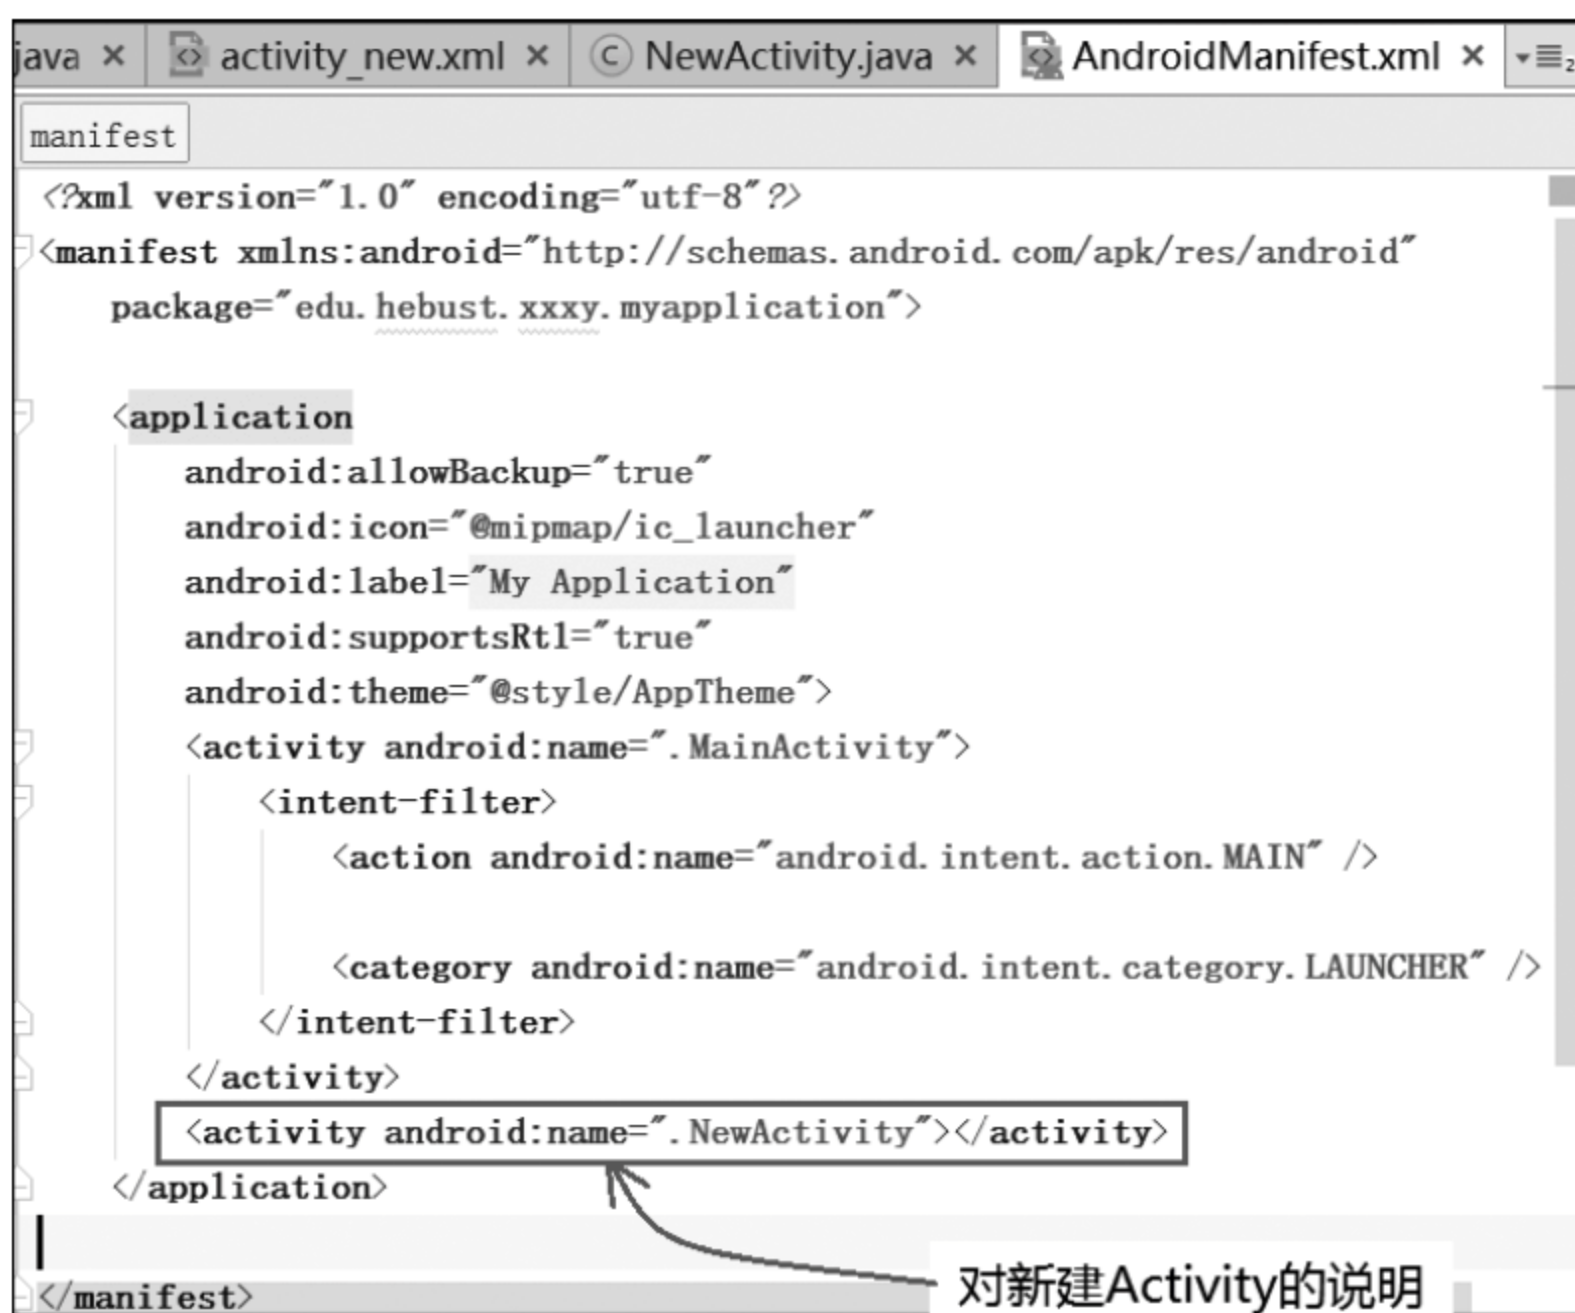 java × activity_new.xml × C NewActivity.java × AndroidManifest.xml × 2
manifest
<?xml version="1.0" encoding="utf-8"?>
<manifest xmlns:android="http://schemas.android.com/apk/res/android"
package="edu.hebust.xxxy.myapplication">
<application
android:allowBackup="true"
android:icon="@mipmap/ic_launcher"
android:label="My Application"
android:supportsRtl="true"
android:theme="@style/AppTheme">
<activity android:name=".MainActivity">
<intent-filter>
<action android:name="android.intent.action.MAIN" />
<category android:name="android.intent.category.LAUNCHER" />
</intent-filter>
</activity>
<activity android:name=".NewActivity"></activity>
</application>
对新建Activity的说明
</manifest>